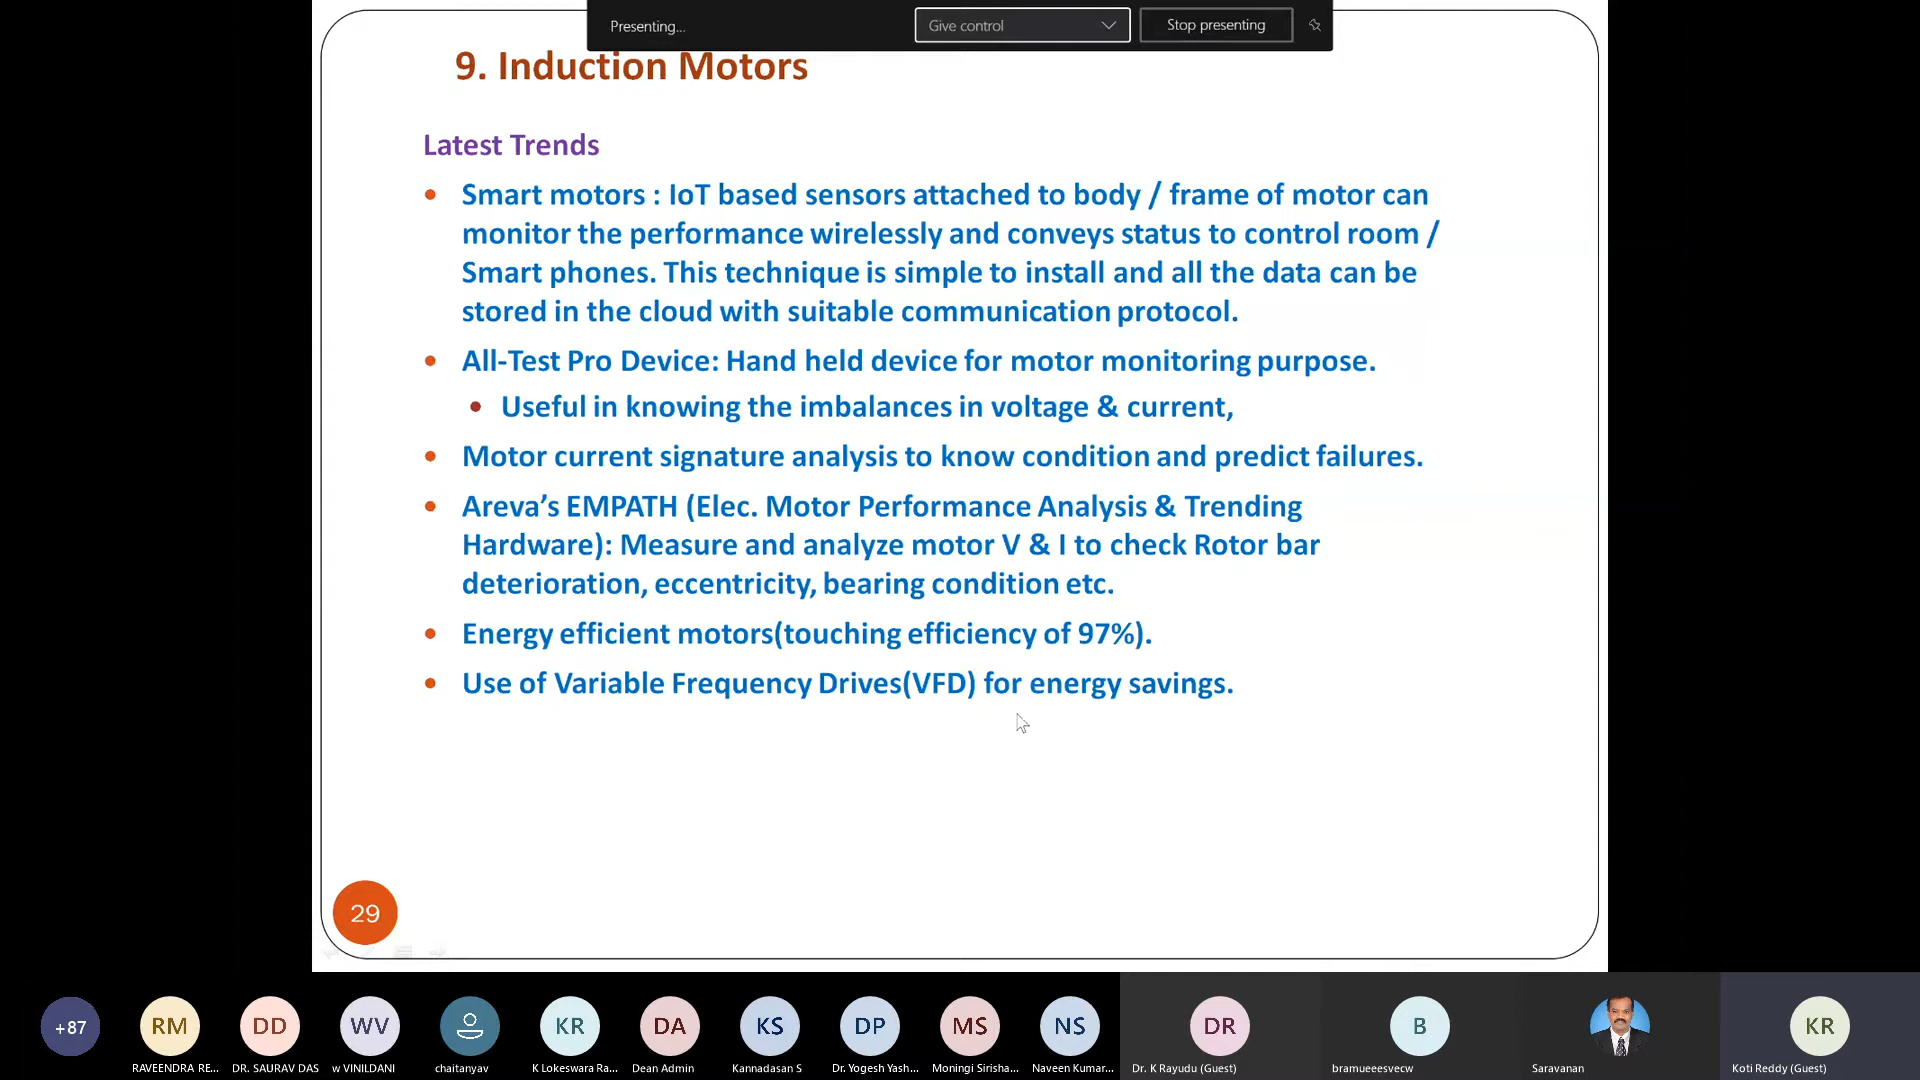 Presenting...
Give control
Stop presenting
9. Induction Motors
Latest Trends
• Smart motors : IoT based sensors attached to body / frame of motor can
monitor the performance wirelessly and conveys status to control room /
Smart phones. This technique is simple to install and all the data can be
stored in the cloud with suitable communication protocol.
• All-Test Pro Device: Hand held device for motor monitoring purpose.
• Useful in knowing the imbalances in voltage & current,
• Motor current signature analysis to know condition and predict failures.
• Areva’s EMPATH (Elec. Motor Performance Analysis & Trending
Hardware): Measure and analyze motor V & I to check Rotor bar
deterioration, eccentricity, bearing condition etc.
• Energy efficient motors(touching efficiency of 97%).
• Use of Variable Frequency Drives(VFD) for energy savings.
29
+87 RM DD WV KR DA KS DP MS NS DR B KR
RAVEENDRA RE... DR. SAURAV DAS w VINILDANI chaitanyav K Lokeswara Ra... Dean Admin Kannadasan S Dr. Yogesh Yash... Moningi Sirisha... Naveen Kumar... Dr. K Rayudu (Guest) bramueeesvecw Saravanan Koti Reddy (Guest)